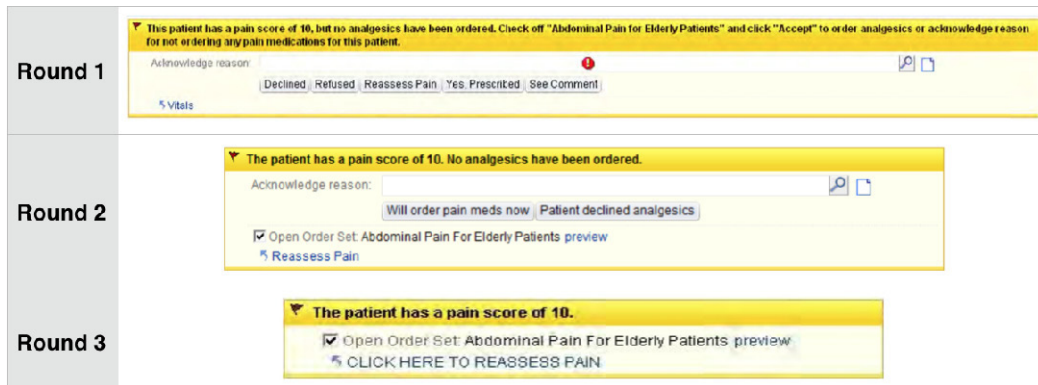 Round 1
This patient has a pain score of 10, but no analgesics have been ordered. Check off "Abdominal Pain for Elderly Patients" and click "Accept" to order analgesics or acknowledge reason
for not ordering any pain medications for this patient.
Acknowledge reason:
Declined Refused Reassess Pain Yes, Prescribed See Comment
Vitals
Round 2
The patient has a pain score of 10. No analgesics have been ordered.
Acknowledge reason:
Will order pain meds now Patient declined analgesics
Open Order Set: Abdominal Pain For Elderly Patients preview
Reassess Pain
Round 3
The patient has a pain score of 10.
Open Order Set: Abdominal Pain For Elderly Patients preview
CLICK HERE TO REASSESS PAIN